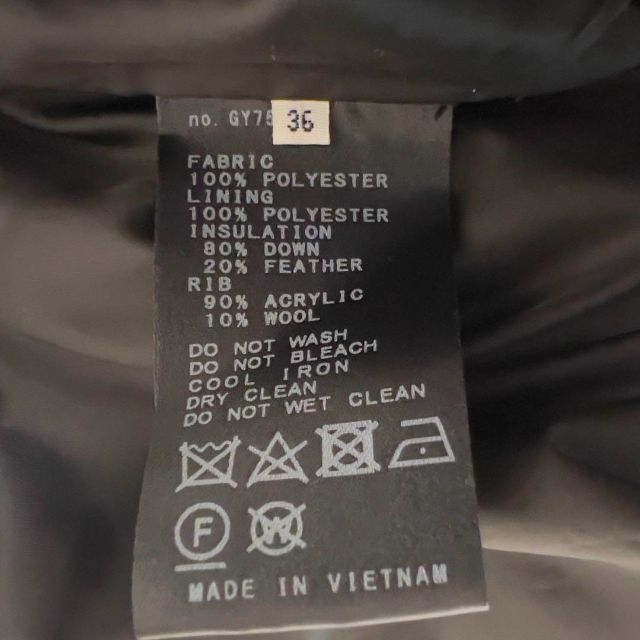 no. GY75
36
FABRIC
100% POLYESTER
LINING
100% POLYESTER
INSULATION
80% DOWN
20% FEATHER
RIB
90% ACRYLIC
10% WOOL
DO NOT WASH
DO NOT BLEACH
COOL IRON
DRY CLEAN
DO NOT WET CLEAN
F W
MADE IN VIETNAM